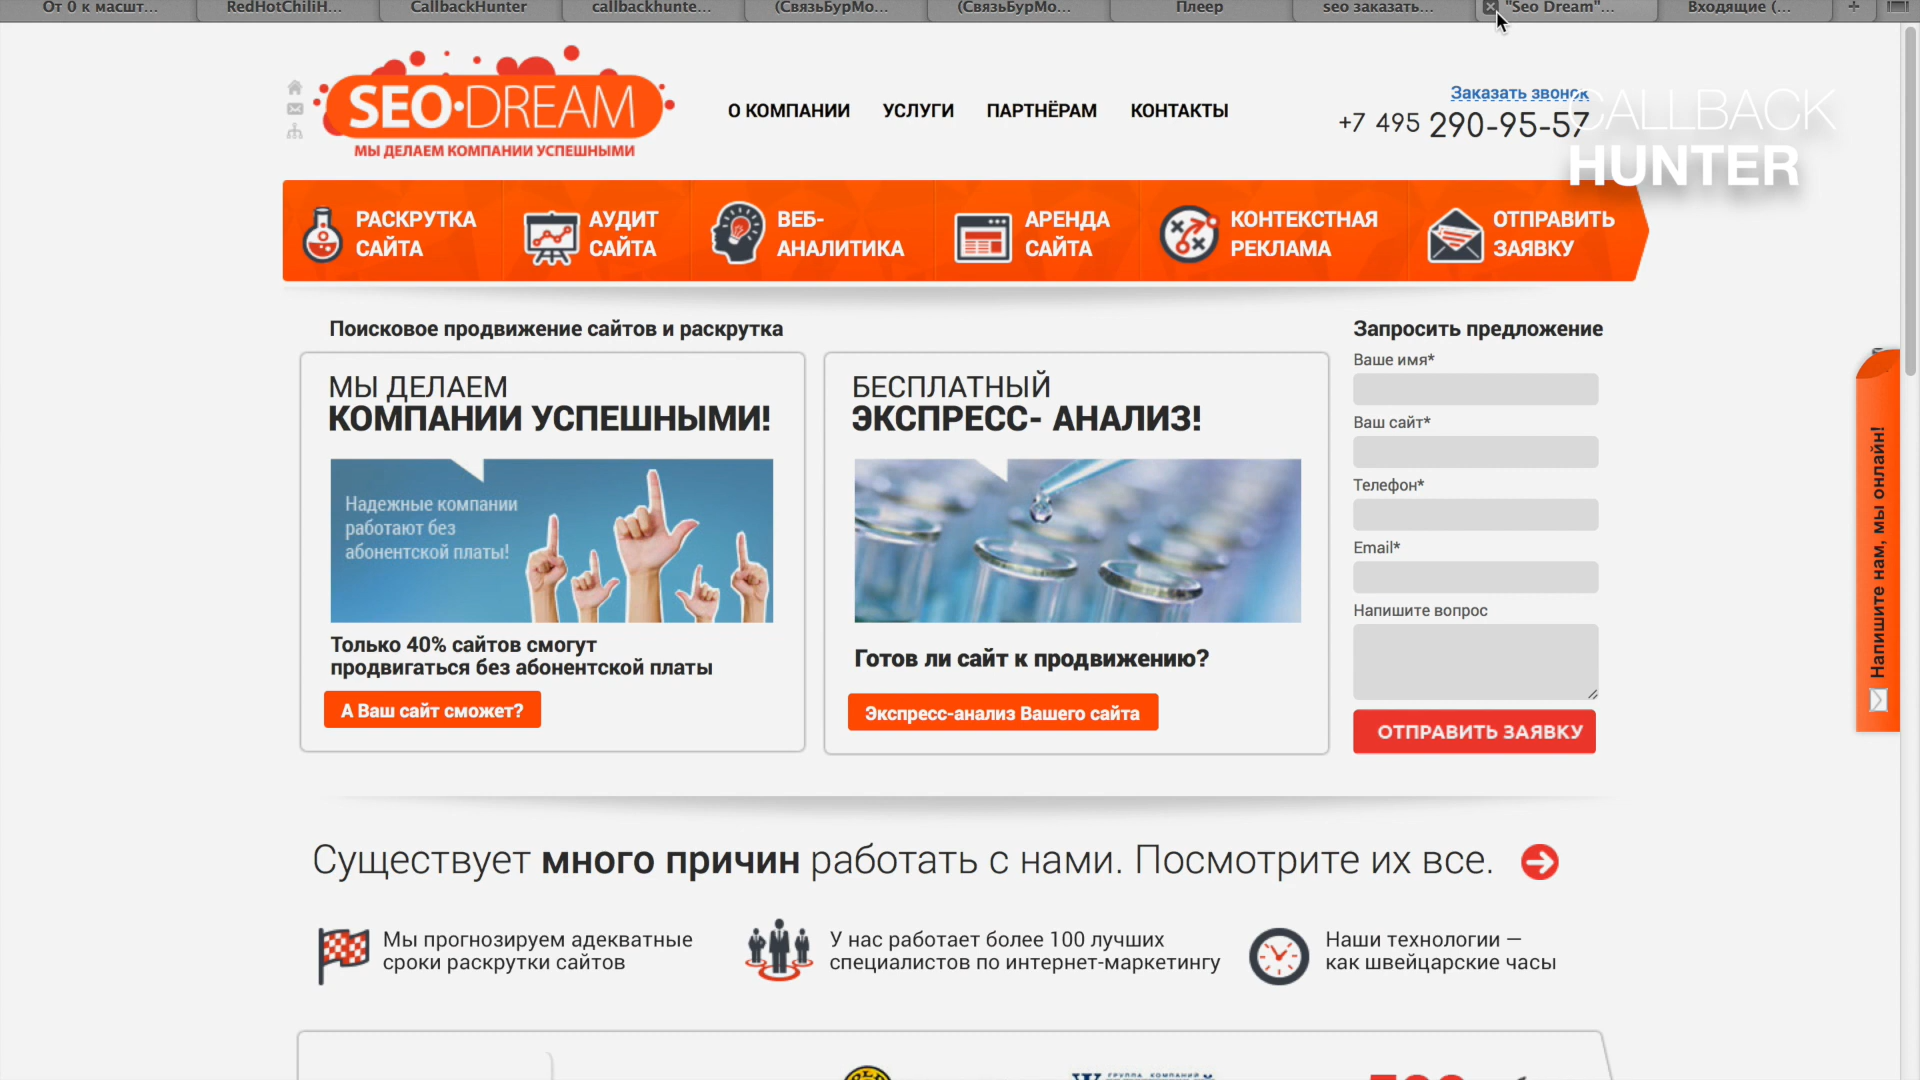 От 0 к масшт...
RedHotChiliH...
CallbackHunter
callbackhunte...
(СвязьБурМо...
(СвязьБурМо...
Плеер
seo заказать...
"Seo Dream"...
Входящие (...
SEO·DREAM
МЫ ДЕЛАЕМ КОМПАНИИ УСПЕШНЫМИ
О КОМПАНИИ
УСЛУГИ
ПАРТНЁРАМ
КОНТАКТЫ
Заказать звонок
+7 495 290-95-57
CALLBACK
HUNTER
РАСКРУТКА
САЙТА
АУДИТ
САЙТА
ВЕБ-
АНАЛИТИКА
АРЕНДА
САЙТА
КОНТЕКСТНАЯ
РЕКЛАМА
ОТПРАВИТЬ
ЗАЯВКУ
Поисковое продвижение сайтов и раскрутка
МЫ ДЕЛАЕМ
КОМПАНИИ УСПЕШНЫМИ!
Надежные компании
работают без
абонентской платы!
Только 40% сайтов смогут
продвигаться без абонентской платы
А Ваш сайт сможет?
БЕСПЛАТНЫЙ
ЭКСПРЕСС- АНАЛИЗ!
Готов ли сайт к продвижению?
Экспресс-анализ Вашего сайта
Запросить предложение
Ваше имя*
Ваш сайт*
Телефон*
Email*
Напишите вопрос
ОТПРАВИТЬ ЗАЯВКУ
Напишите нам, мы онлайн!
Существует много причин работать с нами. Посмотрите их все.
Мы прогнозируем адекватные
сроки раскрутки сайтов
У нас работает более 100 лучших
специалистов по интернет-маркетингу
Наши технологии —
как швейцарские часы
ГРУППА КОМПАНИЙ